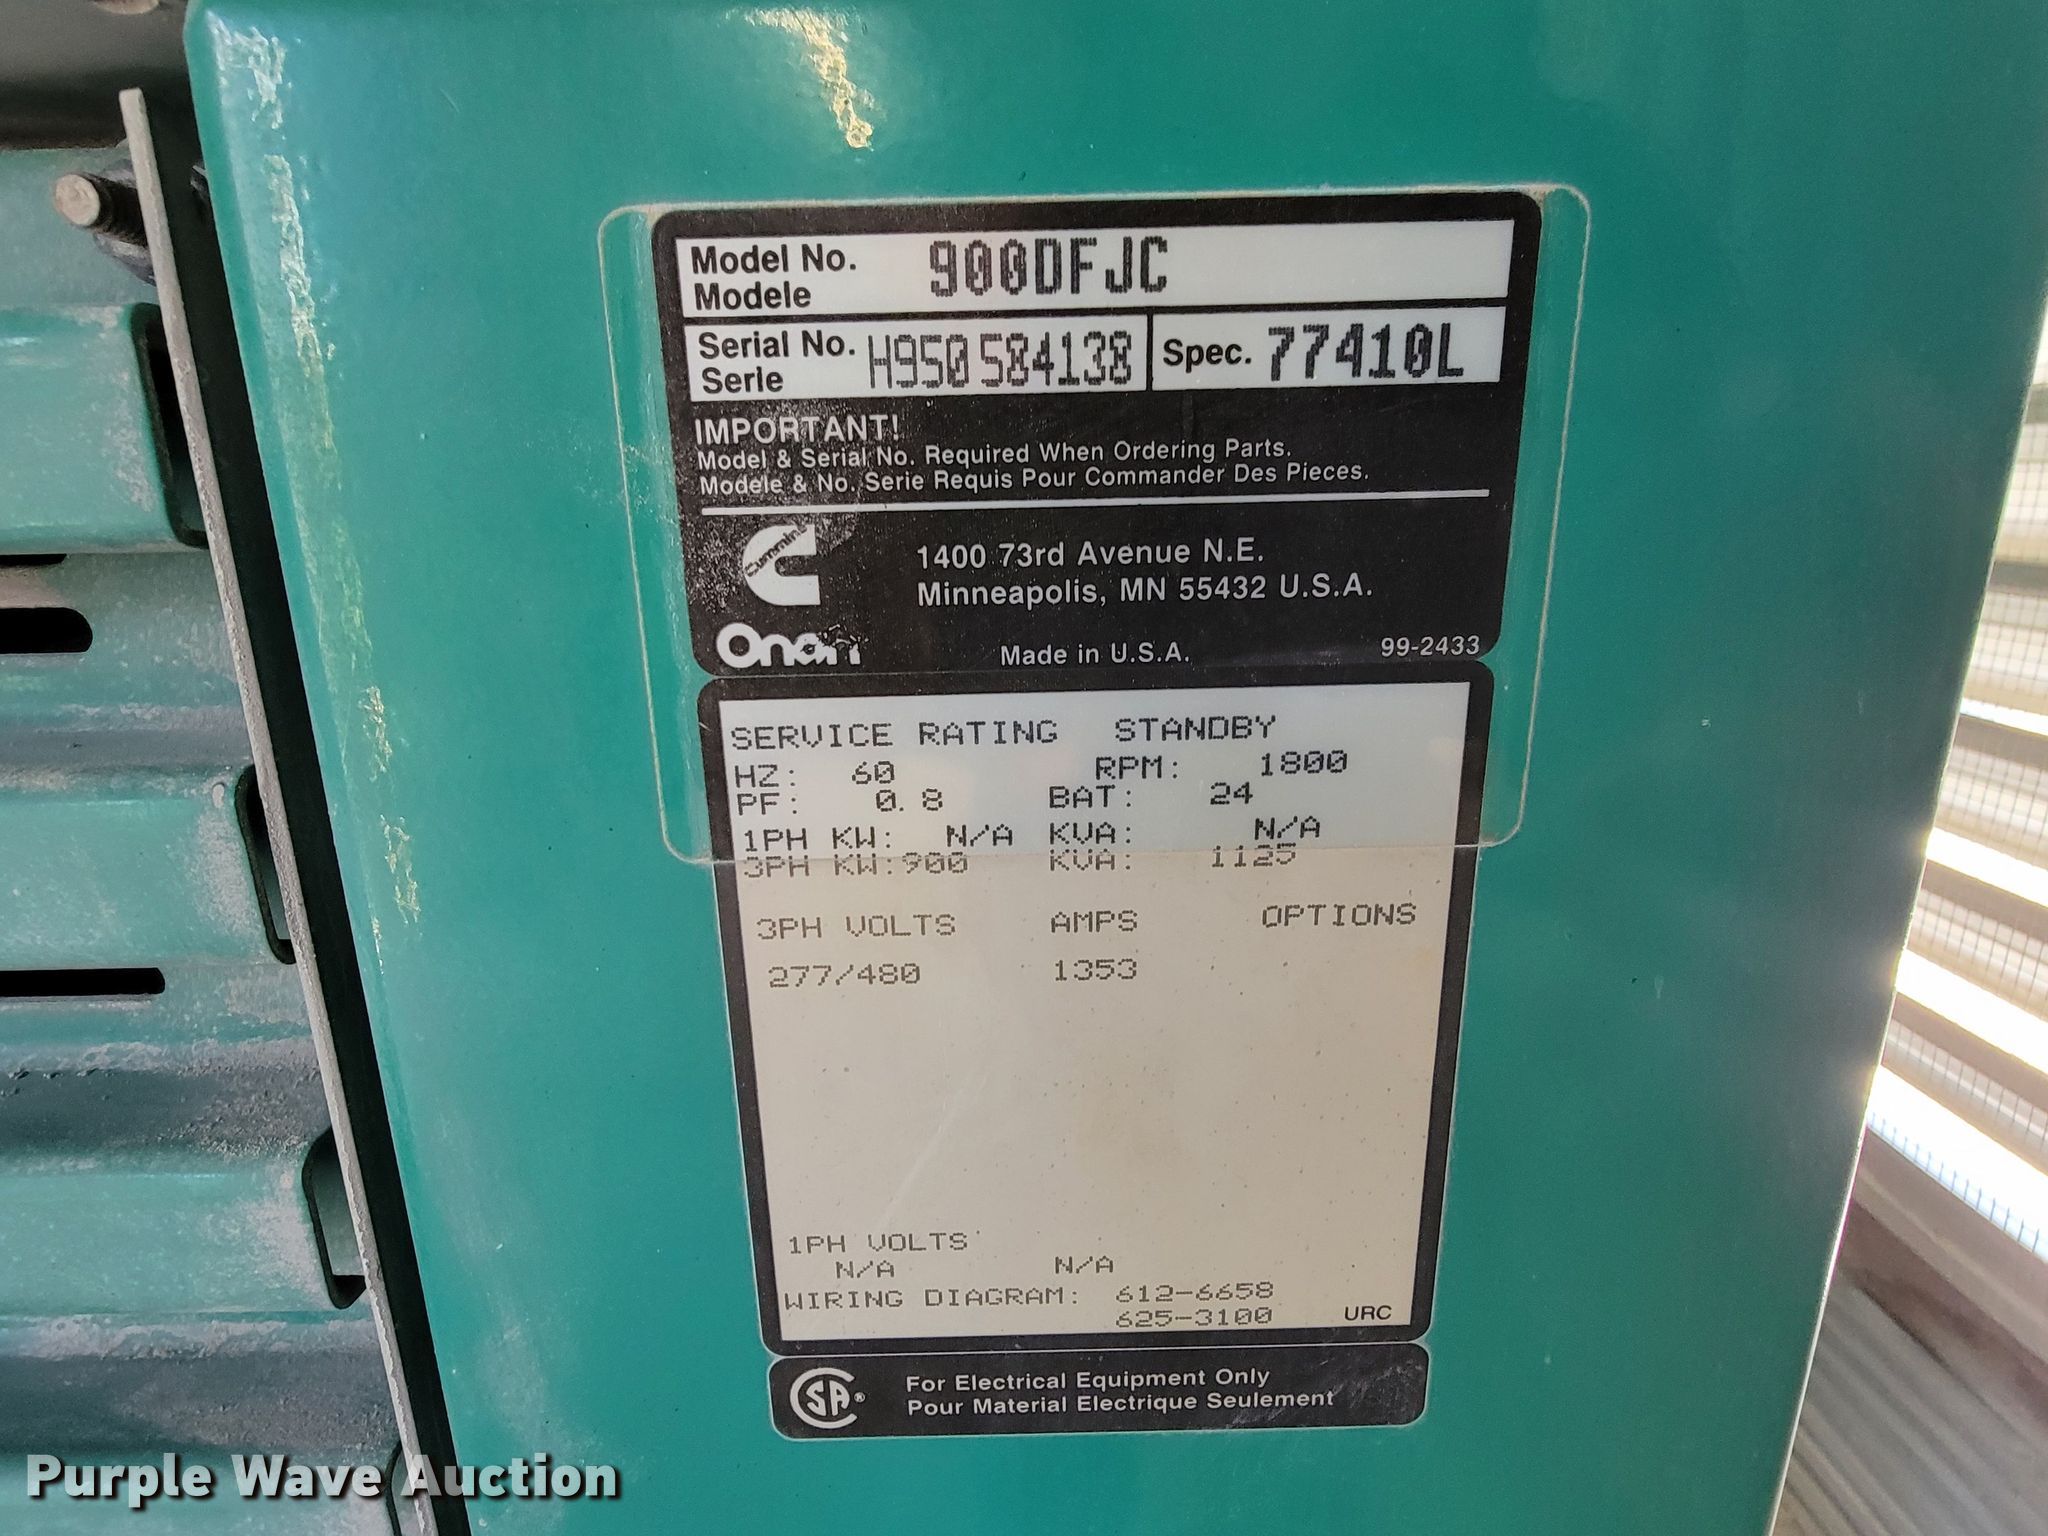 Model No. 900DFJC
Modele
Serial No. H950584138 Spec. 77410L
Serie
IMPORTANT!
Model & Serial No. Required When Ordering Parts.
Modele & No. Serie Requis Pour Commander Des Pieces.
Cummins
1400 73rd Avenue N.E.
Minneapolis, MN 55432 U.S.A.
Onan
Made in U.S.A. 99-2433
SERVICE RATING STANDBY
HZ: 60 RPM: 1800
PF: 0.8 BAT: 24
1PH KW: N/A KVA: N/A
3PH KW:900 KVA: 1125
3PH VOLTS AMPS OPTIONS
277/480 1353
1PH VOLTS
N/A N/A
WIRING DIAGRAM: 612-6658
625-3100 URC
CSA® For Electrical Equipment Only
Pour Material Electrique Seulement
Purple Wave Auction